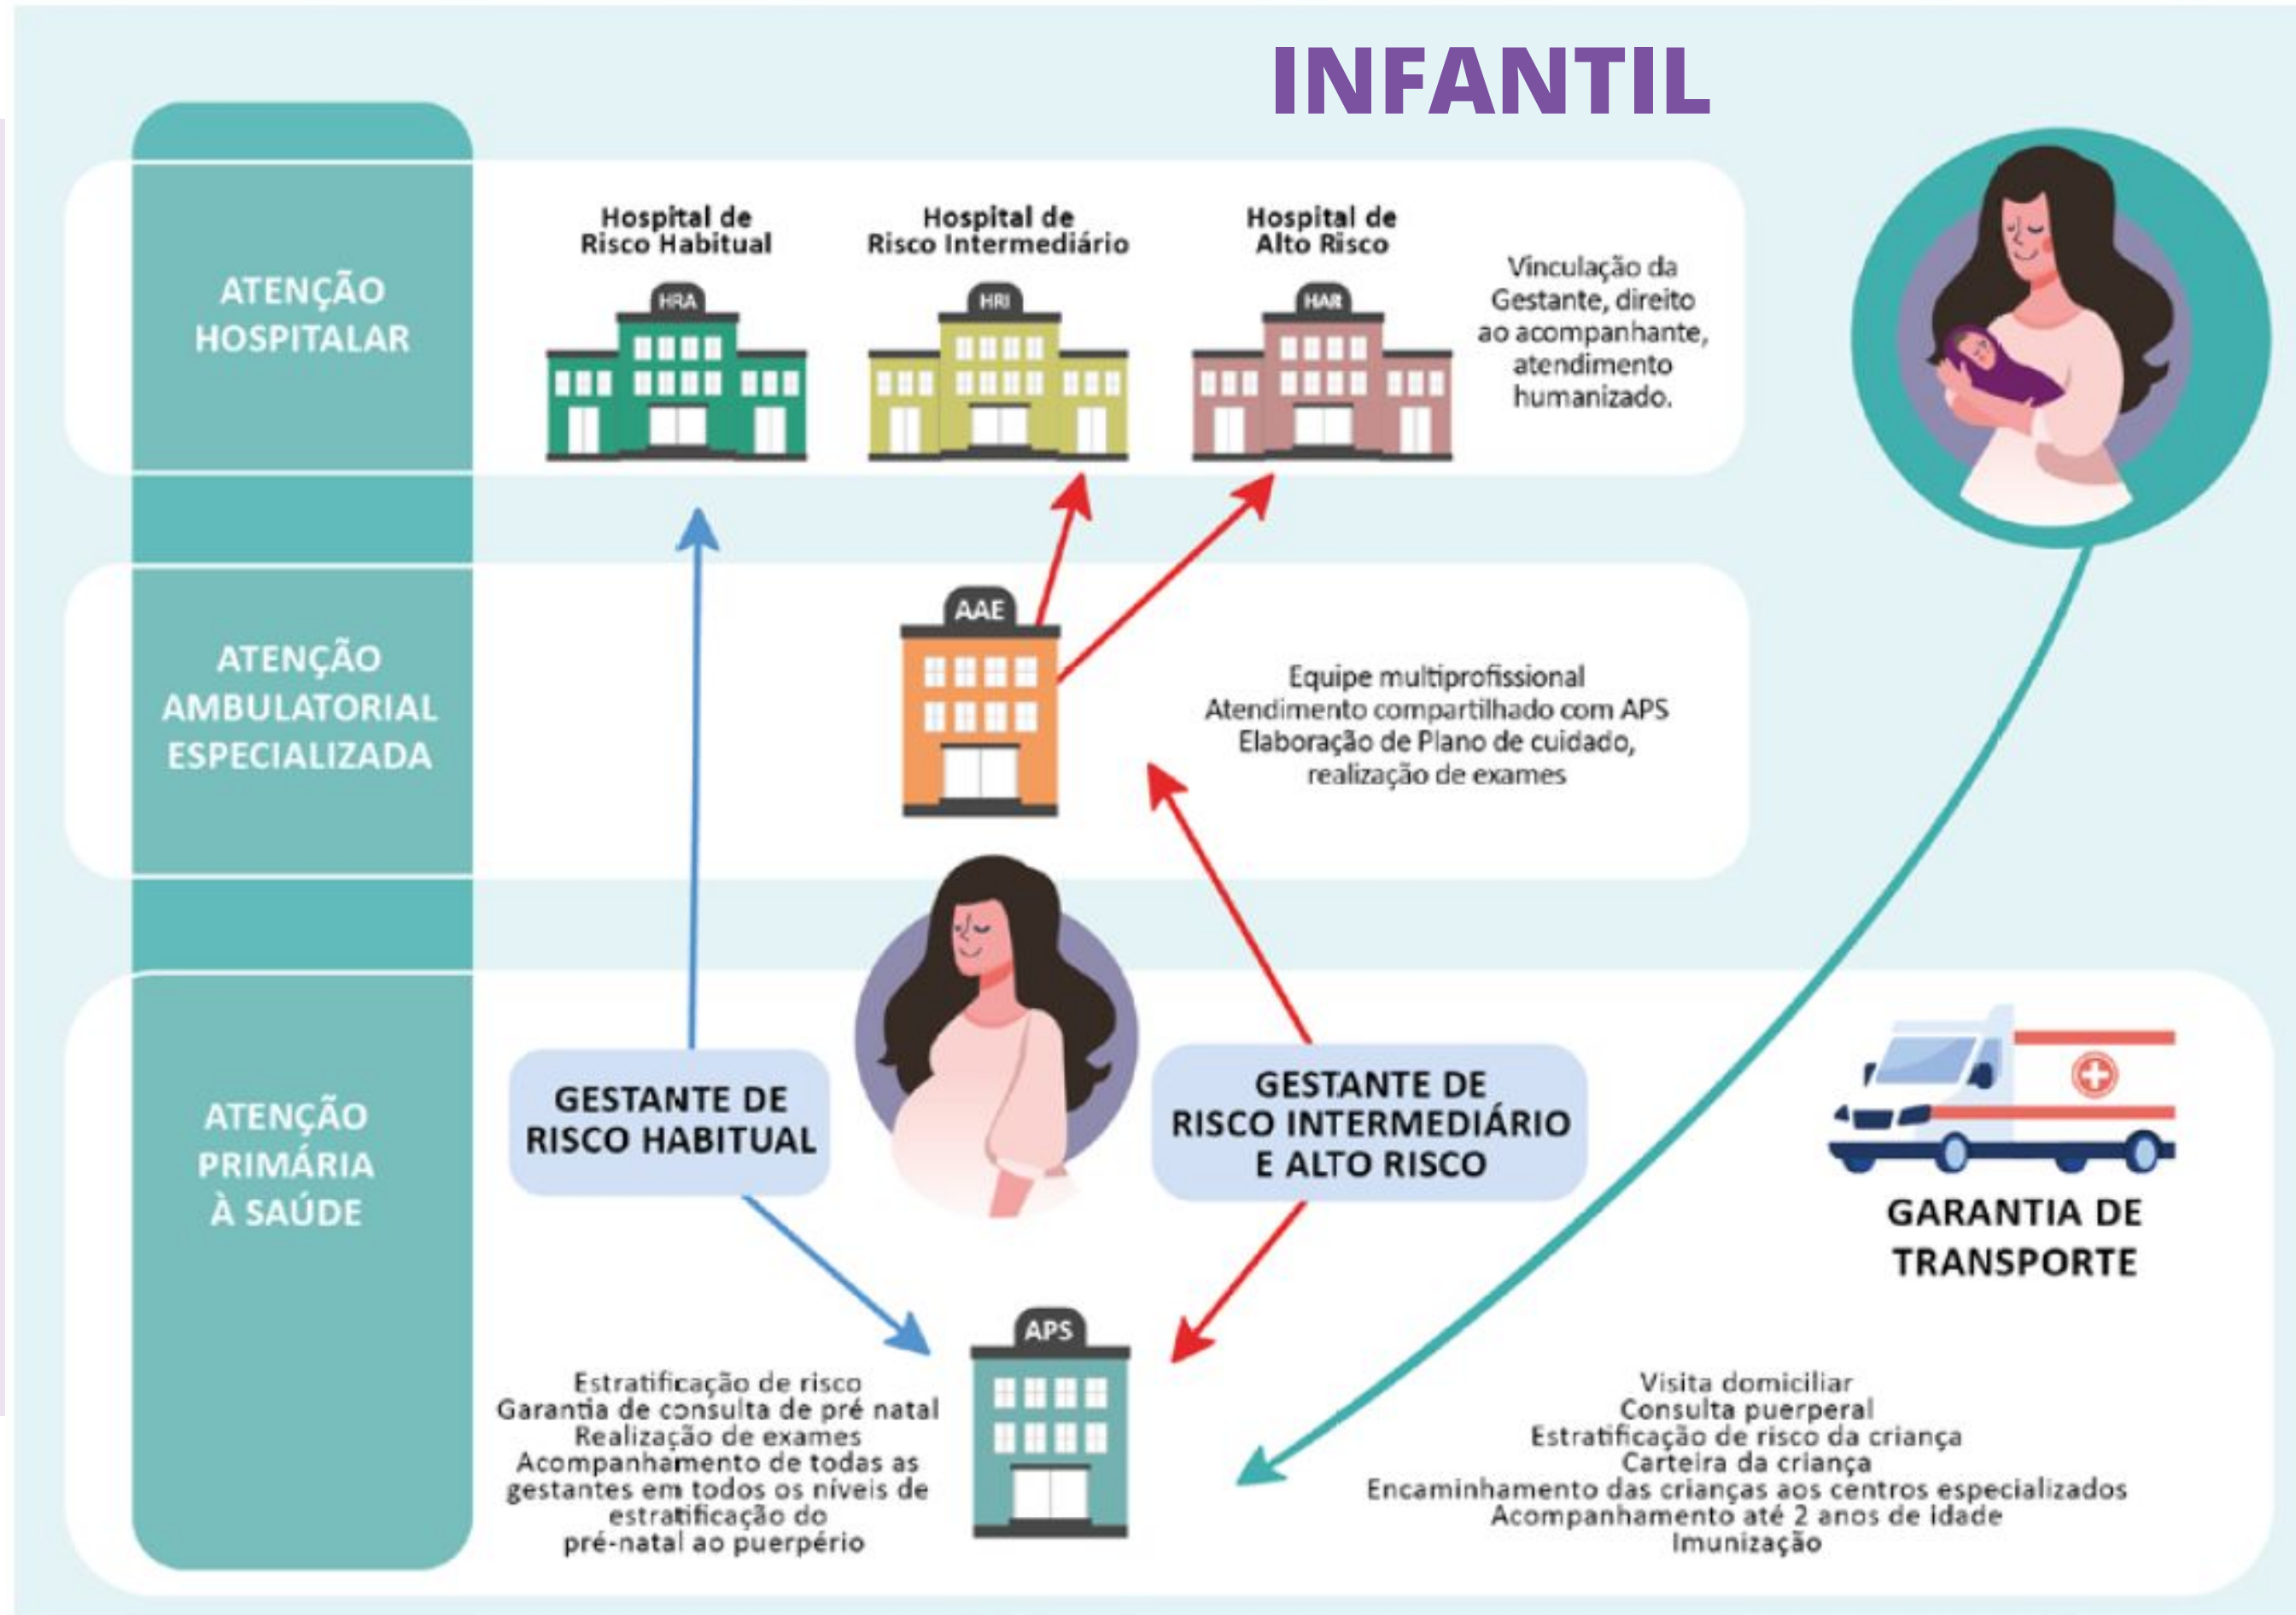 INFANTIL
ATENÇÃO
HOSPITALAR
Hospital de
Risco Habitual
HRA
Hospital de
Risco Intermediário
HRI
Hospital de
Alto Risco
HAR
Vinculação da
Gestante, direito
ao acompanhante,
atendimento
humanizado.
ATENÇÃO
AMBULATORIAL
ESPECIALIZADA
AAE
Equipe multiprofissional
Atendimento compartilhado com APS
Elaboração de Plano de cuidado,
realização de exames
ATENÇÃO
PRIMÁRIA
À SAÚDE
GESTANTE DE
RISCO HABITUAL
GESTANTE DE
RISCO INTERMEDIÁRIO
E ALTO RISCO
GARANTIA DE
TRANSPORTE
APS
Estratificação de risco
Garantia de consulta de pré natal
Realização de exames
Acompanhamento de todas as
gestantes em todos os níveis de
estratificação do
pré-natal ao puerpério
Visita domiciliar
Consulta puerperal
Estratificação de risco da criança
Carteira da criança
Encaminhamento das crianças aos centros especializados
Acompanhamento até 2 anos de idade
Imunização